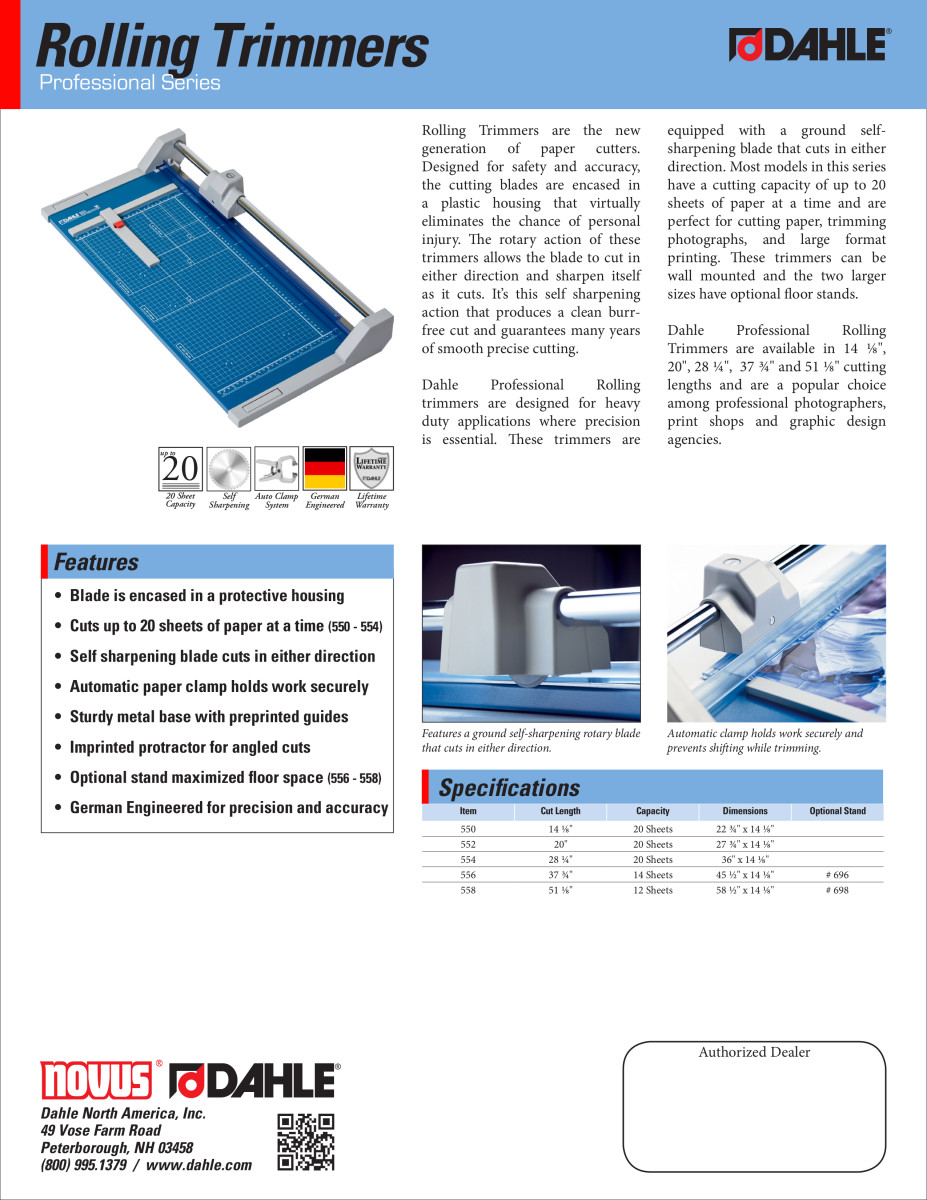 Rolling Trimmers
Professional Series
DAHLE®
Rolling Trimmers are the new
generation of paper cutters.
Designed for safety and accuracy,
the cutting blades are encased in
a plastic housing that virtually
eliminates the chance of personal
injury. The rotary action of these
trimmers allows the blade to cut in
either direction and sharpen itself
as it cuts. It’s this self sharpening
action that produces a clean burr-
free cut and guarantees many years
of smooth precise cutting.
Dahle Professional Rolling
trimmers are designed for heavy
duty applications where precision
is essential. These trimmers are
equipped with a ground self-
sharpening blade that cuts in either
direction. Most models in this series
have a cutting capacity of up to 20
sheets of paper at a time and are
perfect for cutting paper, trimming
photographs, and large format
printing. These trimmers can be
wall mounted and the two larger
sizes have optional floor stands.
Dahle Professional Rolling
Trimmers are available in 14 ⅛",
20", 28 ¼", 37 ¾" and 51 ⅛" cutting
lengths and are a popular choice
among professional photographers,
print shops and graphic design
agencies.
DAHLE
up to
20
20 Sheet
Capacity
Self
Sharpening
Auto Clamp
System
German
Engineered
LIFETIME
WARRANTY
DAHLE
Lifetime
Warranty
Features
• Blade is encased in a protective housing
• Cuts up to 20 sheets of paper at a time (550 - 554)
• Self sharpening blade cuts in either direction
• Automatic paper clamp holds work securely
• Sturdy metal base with preprinted guides
• Imprinted protractor for angled cuts
• Optional stand maximized floor space (556 - 558)
• German Engineered for precision and accuracy
Features a ground self-sharpening rotary blade
that cuts in either direction.
Automatic clamp holds work securely and
prevents shifting while trimming.
Specifications
Item Cut Length Capacity Dimensions Optional Stand
550 14 ⅛" 20 Sheets 22 ¾" x 14 ⅛"
552 20" 20 Sheets 27 ¾" x 14 ⅛"
554 28 ¼" 20 Sheets 36" x 14 ⅛"
556 37 ¾" 14 Sheets 45 ½" x 14 ⅛" # 696
558 51 ⅛" 12 Sheets 58 ½" x 14 ⅛" # 698
novus® DAHLE®
Dahle North America, Inc.
49 Vose Farm Road
Peterborough, NH 03458
(800) 995.1379 / www.dahle.com
Authorized Dealer